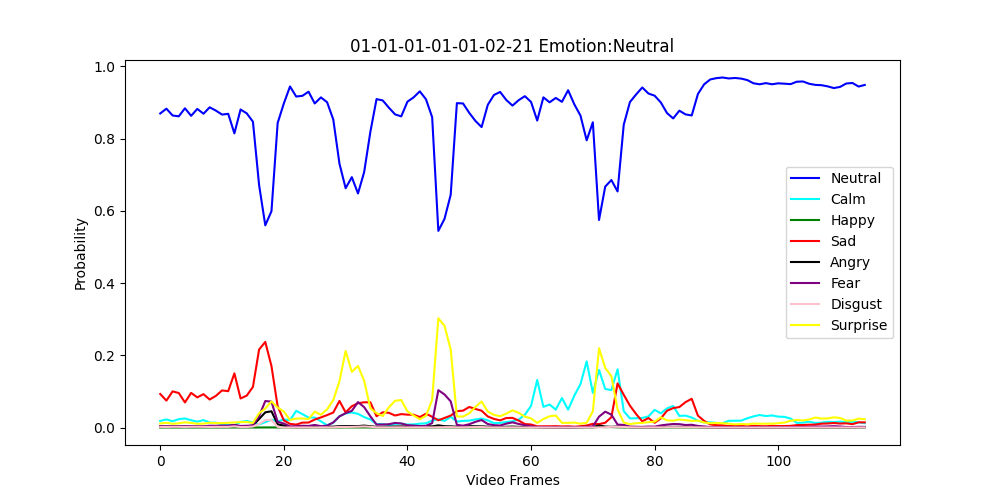 01-01-01-01-01-02-21 Emotion:Neutral
1.0
0.8
0.6
0.4
0.2
0.0
Probability
Neutral
Calm
Happy
Sad
Angry
Fear
Disgust
Surprise
0 20 40 60 80 100
Video Frames